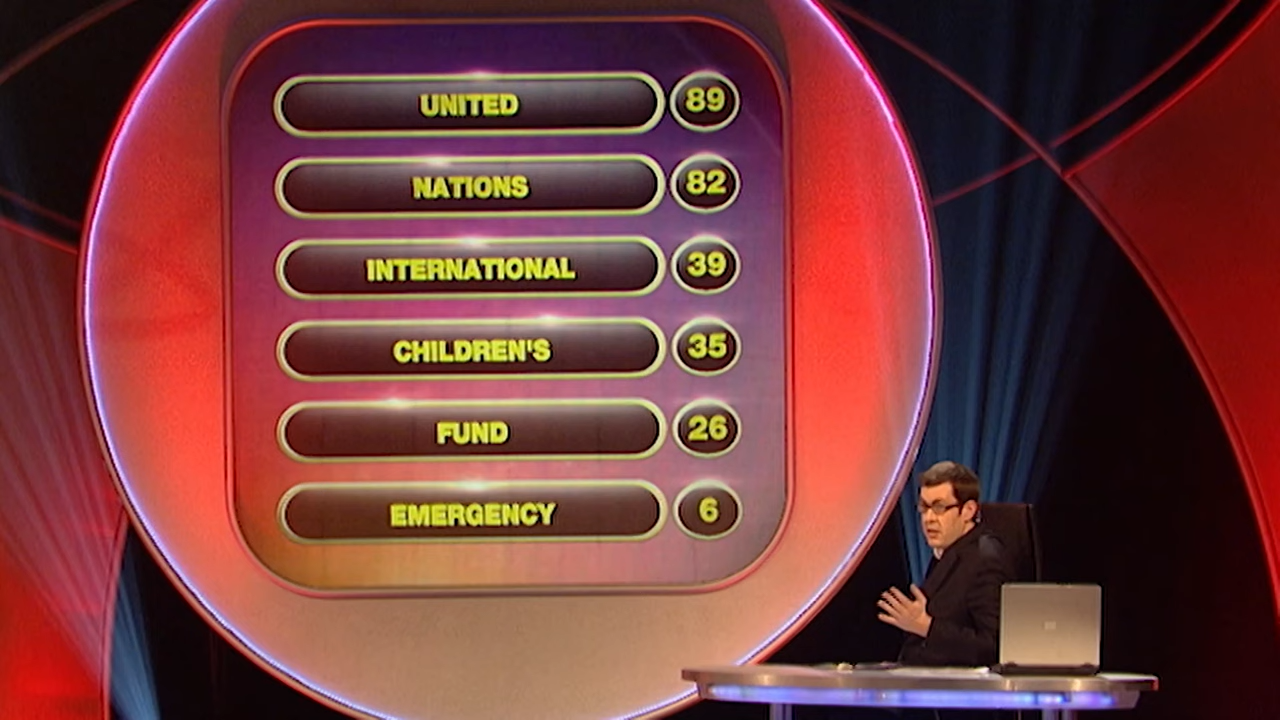 UNITED 89
NATIONS 82
INTERNATIONAL 39
CHILDREN'S 35
FUND 26
EMERGENCY 6